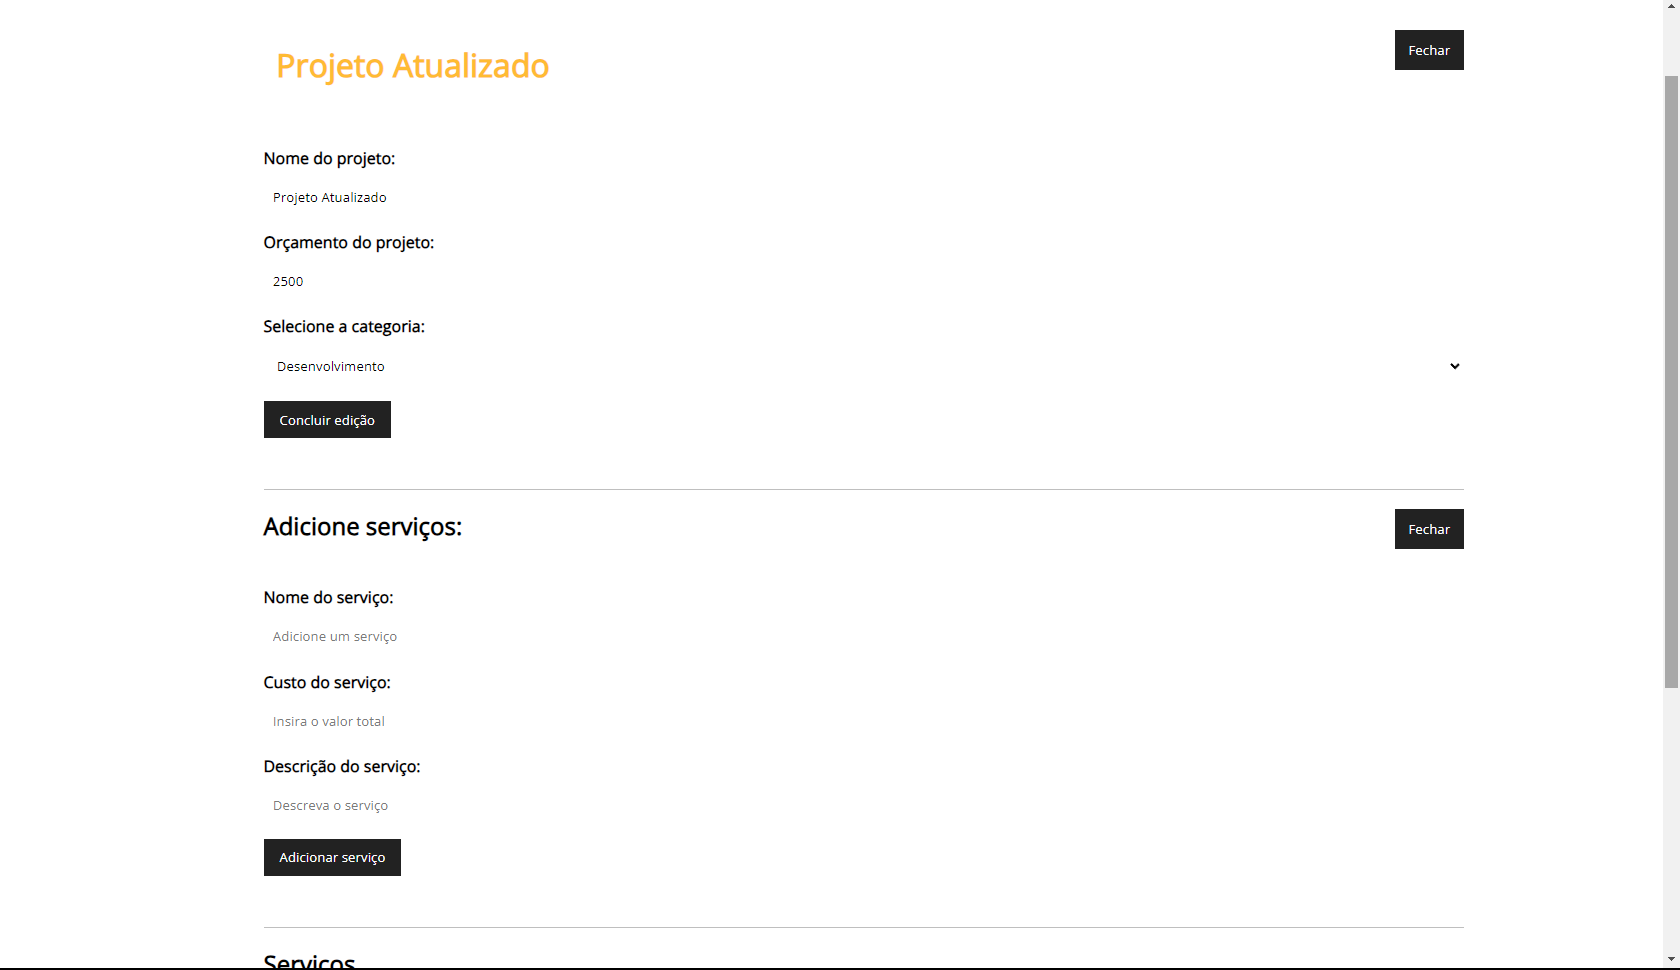 Projeto Atualizado
Fechar
Nome do projeto:
Projeto Atualizado
Orçamento do projeto:
2500
Selecione a categoria:
Desenvolvimento
Concluir edição
Adicione serviços:
Fechar
Nome do serviço:
Adicione um serviço
Custo do serviço:
Insira o valor total
Descrição do serviço:
Descreva o serviço
Adicionar serviço
Serviços